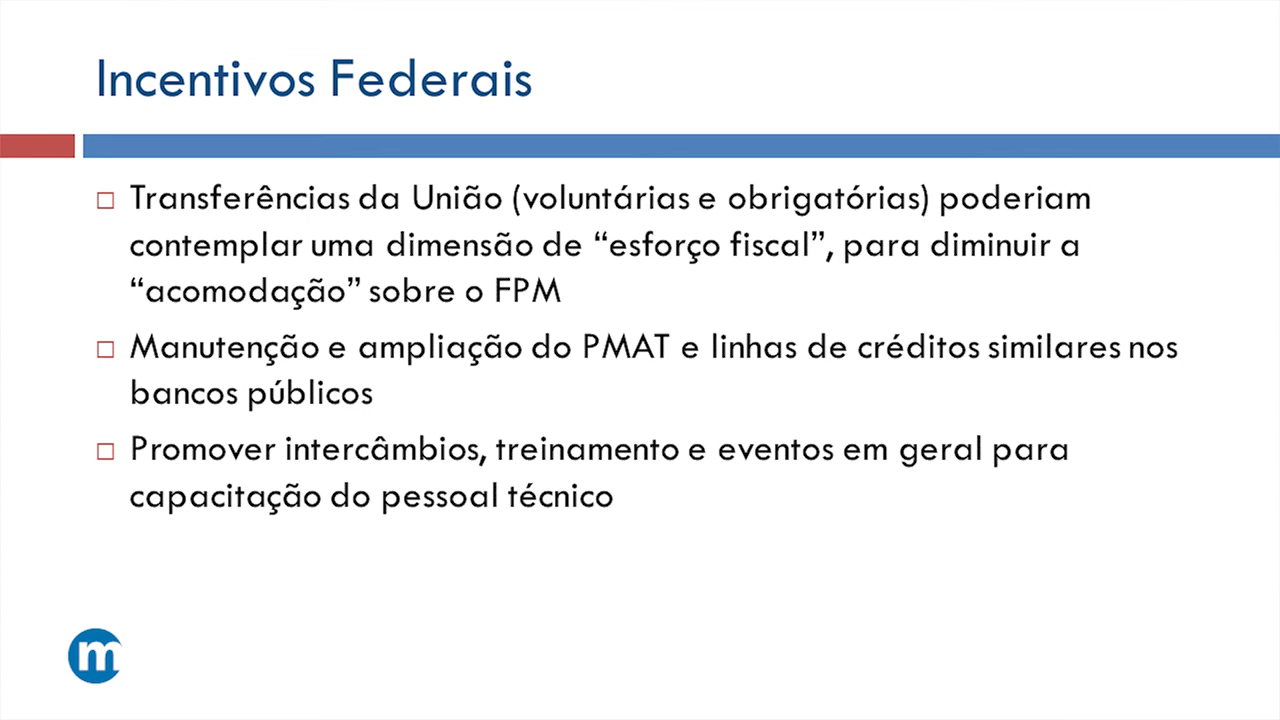 Incentivos Federais
Transferências da União (voluntárias e obrigatórias) poderiam
contemplar uma dimensão de “esforço fiscal”, para diminuir a
“acomodação” sobre o FPM
Manutenção e ampliação do PMAT e linhas de créditos similares nos
bancos públicos
Promover intercâmbios, treinamento e eventos em geral para
capacitação do pessoal técnico
m